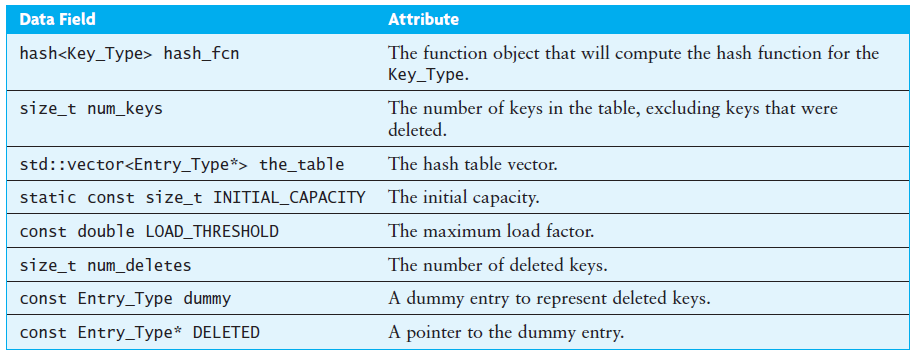 Data Field Attribute
hash<Key_Type> hash_fcn The function object that will compute the hash function for the
Key_Type.
size_t num_keys The number of keys in the table, excluding keys that were
deleted.
std::vector<Entry_Type*> the_table The hash table vector.
static const size_t INITIAL_CAPACITY The initial capacity.
const double LOAD_THRESHOLD The maximum load factor.
size_t num_deletes The number of deleted keys.
const Entry_Type dummy A dummy entry to represent deleted keys.
const Entry_Type* DELETED A pointer to the dummy entry.